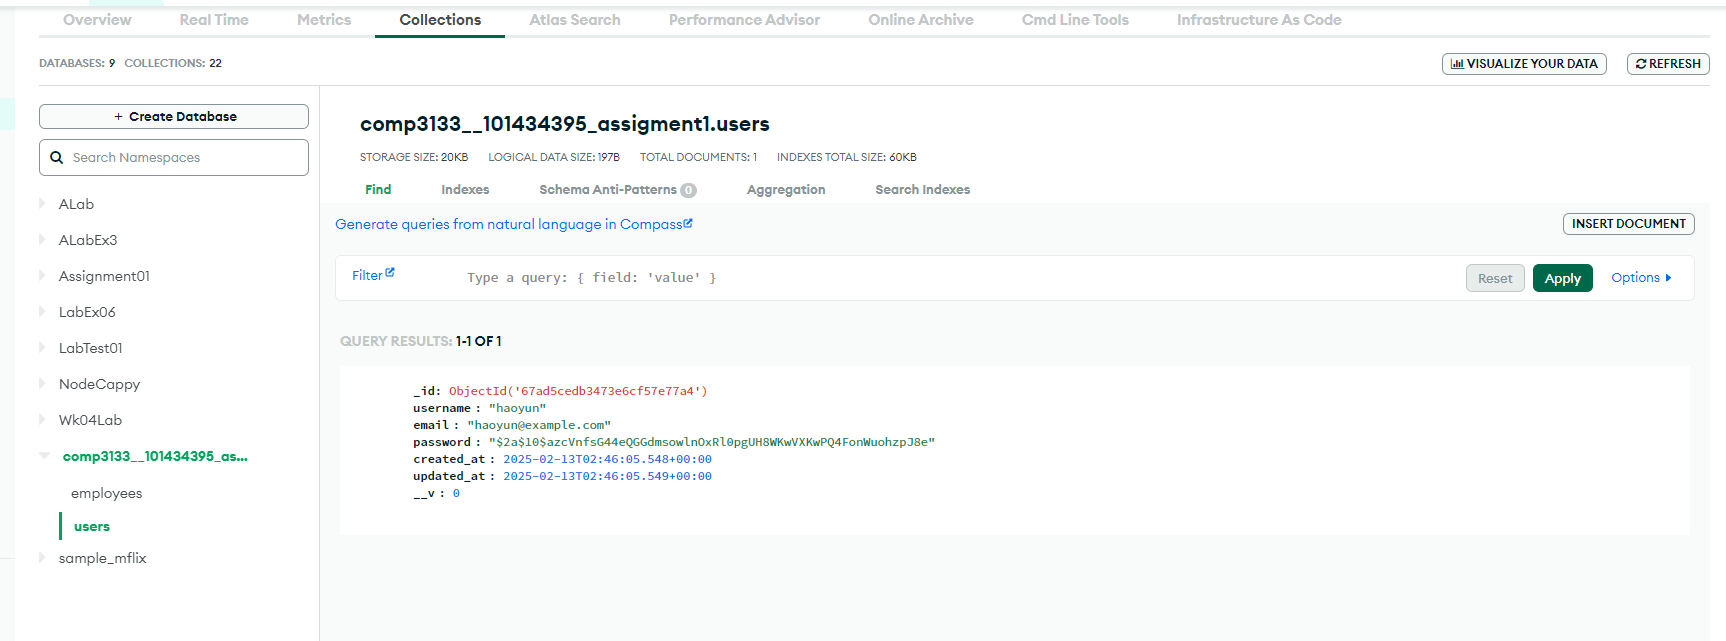 Overview Real Time Metrics Collections Atlas Search Performance Advisor Online Archive Cmd Line Tools Infrastructure As Code
DATABASES: 9 COLLECTIONS: 22
VISUALIZE YOUR DATA REFRESH
+ Create Database
Search Namespaces
ALab
ALabEx3
Assignment01
LabEx06
LabTest01
NodeCappy
Wk04Lab
comp3133__101434395_as...
employees
users
sample_mflix
comp3133__101434395_assigment1.users
STORAGE SIZE: 20KB LOGICAL DATA SIZE: 197B TOTAL DOCUMENTS: 1 INDEXES TOTAL SIZE: 60KB
Find Indexes Schema Anti-Patterns 0 Aggregation Search Indexes
Generate queries from natural language in Compass
INSERT DOCUMENT
Filter Type a query: { field: 'value' } Reset Apply Options
QUERY RESULTS: 1-1 OF 1
_id: ObjectId('67ad5cedb3473e6cf57e77a4')
username : "haoyun"
email : "haoyun@example.com"
password : "$2a$10$azcVnfsG44eQGGdmsowlnOxRl0pgUH8WKwVXKwPQ4FonWuohzpJ8e"
created_at : 2025-02-13T02:46:05.548+00:00
updated_at : 2025-02-13T02:46:05.549+00:00
__v : 0